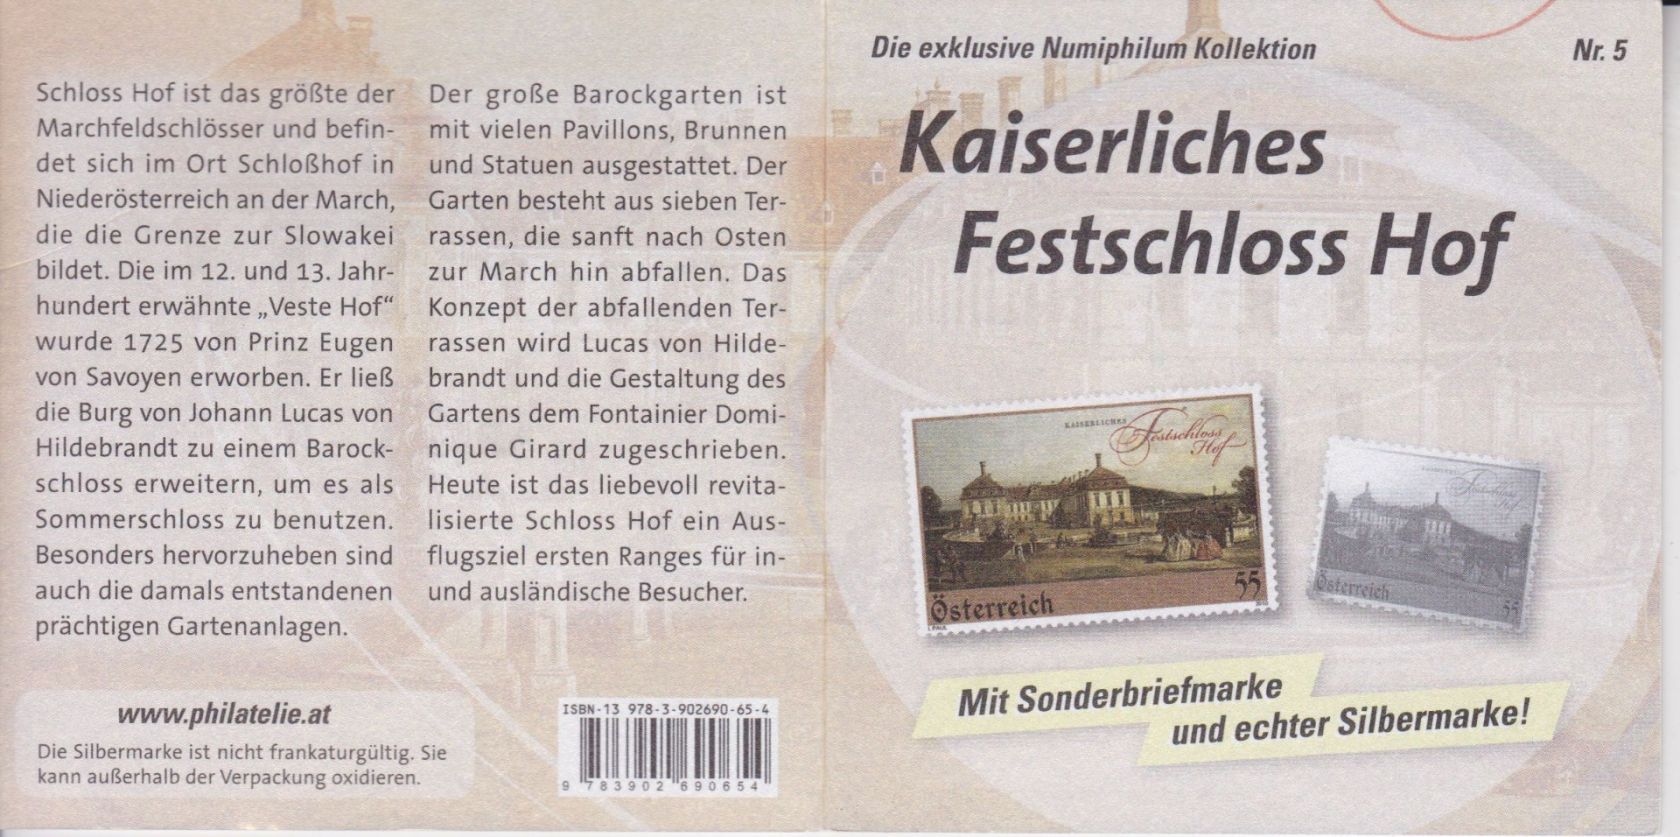 Schloss Hof ist das größte der
Marchfeldschlösser und befin-
det sich im Ort Schloßhof in
Niederösterreich an der March,
die die Grenze zur Slowakei
bildet. Die im 12. und 13. Jahr-
hundert erwähnte „Veste Hof“
wurde 1725 von Prinz Eugen
von Savoyen erworben. Er ließ
die Burg von Johann Lucas von
Hildebrandt zu einem Barock-
schloss erweitern, um es als
Sommerschloss zu benutzen.
Besonders hervorzuheben sind
auch die damals entstandenen
prächtigen Gartenanlagen.
Der große Barockgarten ist
mit vielen Pavillons, Brunnen
und Statuen ausgestattet. Der
Garten besteht aus sieben Ter-
rassen, die sanft nach Osten
zur March hin abfallen. Das
Konzept der abfallenden Ter-
rassen wird Lucas von Hilde-
brandt und die Gestaltung des
Gartens dem Fontainier Domi-
nique Girard zugeschrieben.
Heute ist das liebevoll revita-
lisierte Schloss Hof ein Aus-
flugsziel ersten Ranges für in-
und ausländische Besucher.
www.philatelie.at
Die Silbermarke ist nicht frankaturgültig. Sie
kann außerhalb der Verpackung oxidieren.
ISBN-13 978-3-902690-65-4
9 783902 690654
Die exklusive Numiphilum Kollektion
Nr. 5
Kaiserliches
Festschloss Hof
KAISERLICHES
Festschloss
Hof
55
Österreich
I. PAUL
2010
KAISERLICHES
Festschloss
Hof
Österreich
55
Mit Sonderbriefmarke
und echter Silbermarke!